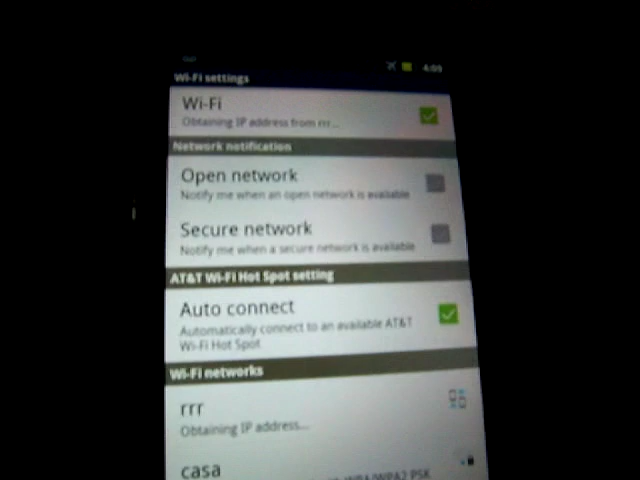 4:05
Wi-Fi settings
Wi-Fi
Obtaining IP address from rrr...
Network notification
Open network
Notify me when an open network is available
Secure network
Notify me when a secure network is available
AT&T Wi-Fi Hot Spot setting
Auto connect
Automatically connect to an available AT&T
Wi-Fi Hot Spot
Wi-Fi networks
rrr
Obtaining IP address...
casa
WPA/WPA2 PSK